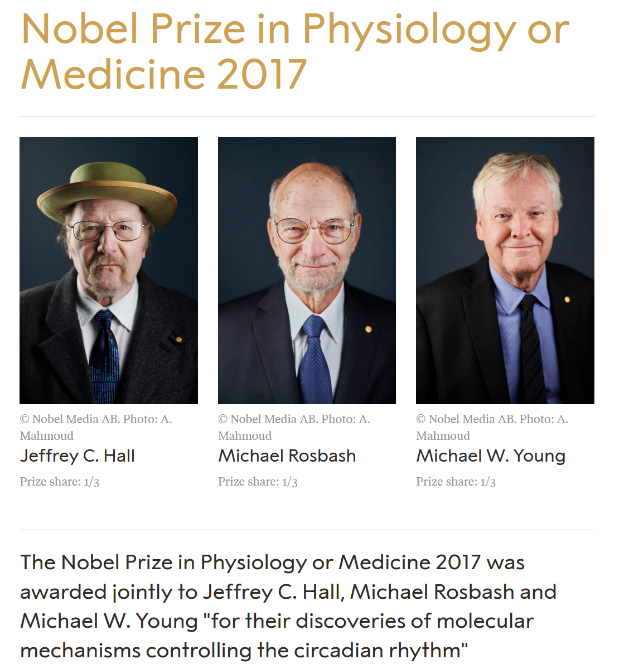 Nobel Prize in Physiology or
Medicine 2017
© Nobel Media AB. Photo: A.
Mahmoud
Jeffrey C. Hall
Prize share: 1/3
© Nobel Media AB. Photo: A.
Mahmoud
Michael Rosbash
Prize share: 1/3
© Nobel Media AB. Photo: A.
Mahmoud
Michael W. Young
Prize share: 1/3
The Nobel Prize in Physiology or Medicine 2017 was
awarded jointly to Jeffrey C. Hall, Michael Rosbash and
Michael W. Young "for their discoveries of molecular
mechanisms controlling the circadian rhythm"